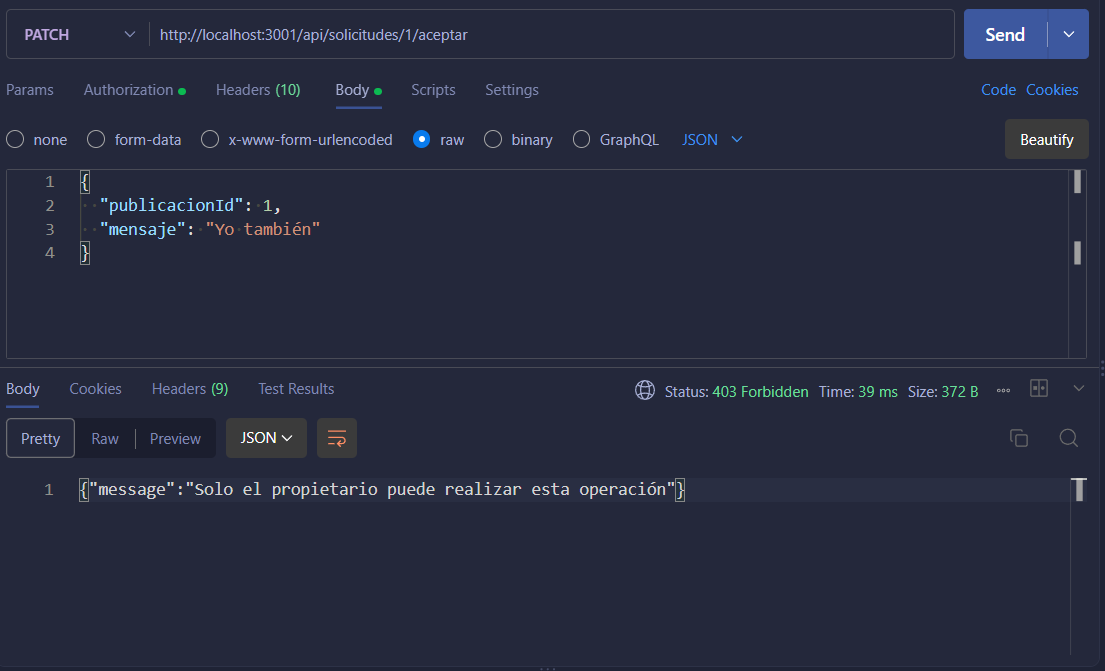 PATCH http://localhost:3001/api/solicitudes/1/aceptar Send
Params Authorization Headers (10) Body Scripts Settings Code Cookies
none form-data x-www-form-urlencoded raw binary GraphQL JSON Beautify
1 {
2 "publicacionId": 1,
3 "mensaje": "Yo también"
4 }
Body Cookies Headers (9) Test Results Status: 403 Forbidden Time: 39 ms Size: 372 B
Pretty Raw Preview JSON
1 {"message":"Solo el propietario puede realizar esta operación"}